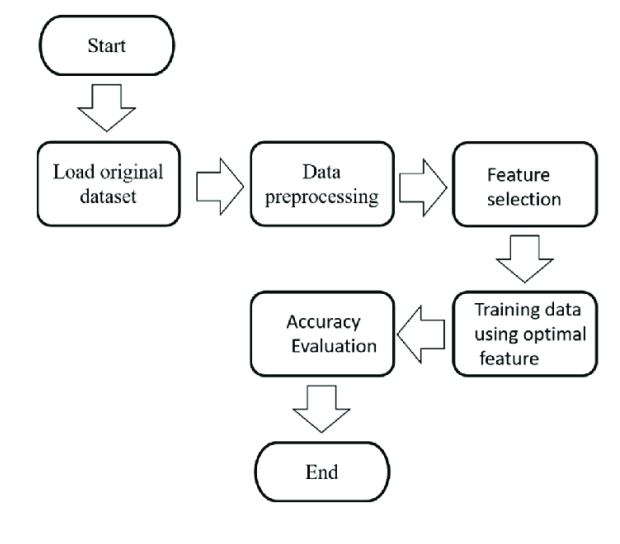 Start
Load original
dataset
Data
preprocessing
Feature
selection
Training data
using optimal
feature
Accuracy
Evaluation
End